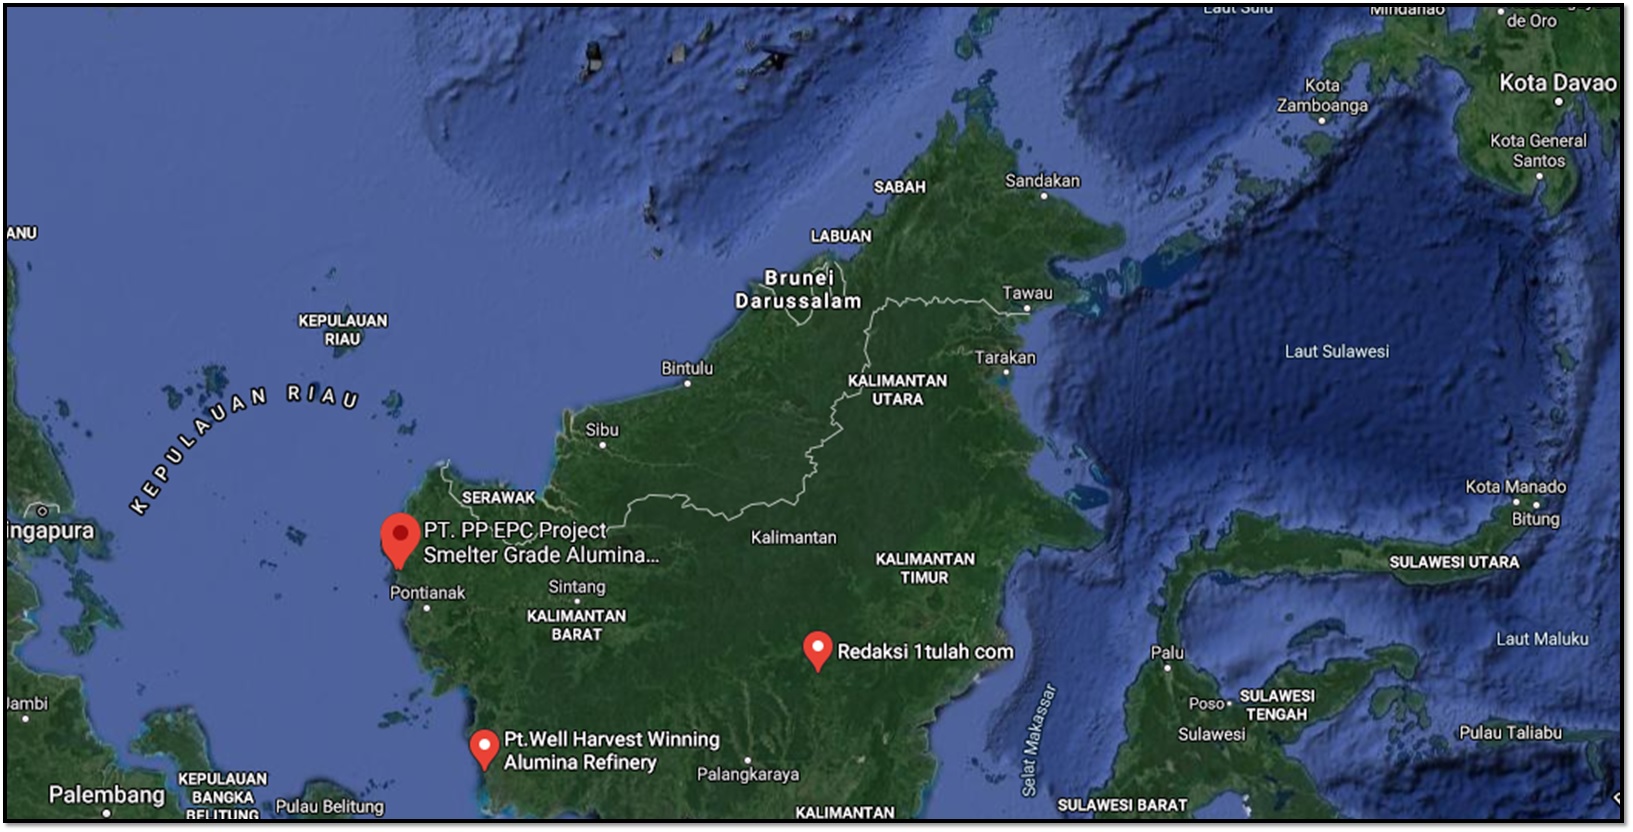 Laut Sulu
Mindanao
de Oro
Kota Davao
Kota
Zamboanga
Kota General
Santos
SABAH
Sandakan
ANU
LABUAN
Brunei
Darussalam
Tawau
KEPULAUAN
RIAU
Laut Sulawesi
Tarakan
Bintulu
KALIMANTAN
UTARA
KEPULAUAN RIAU
Sibu
Kota Manado
Bitung
SERAWAK
ingapura
PT. PP EPC Project
Smelter Grade Alumina...
Kalimantan
KALIMANTAN
TIMUR
SULAWESI UTARA
Pontianak
Sintang
KALIMANTAN
BARAT
Laut Maluku
Redaksi 1tulah com
Palu
Jambi
Poso
SULAWESI
TENGAH
Selat Makassar
Sulawesi
Pulau Taliabu
Pt.Well Harvest Winning
Alumina Refinery
Palangkaraya
KEPULAUAN
BANGKA
BELITUNG
Palembang
Pulau Belitung
KALIMANTAN
SULAWESI BARAT